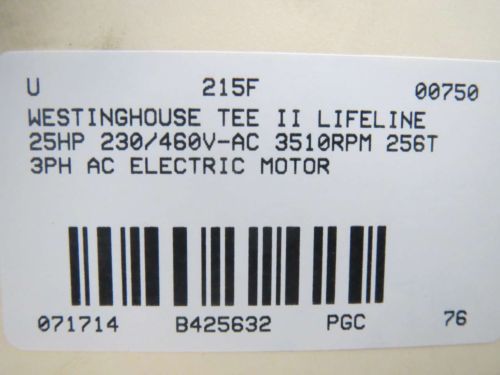 U 215F 00750
WESTINGHOUSE TEE II LIFELINE
25HP 230/460V-AC 3510RPM 256T
3PH AC ELECTRIC MOTOR
071714 B425632 PGC 76